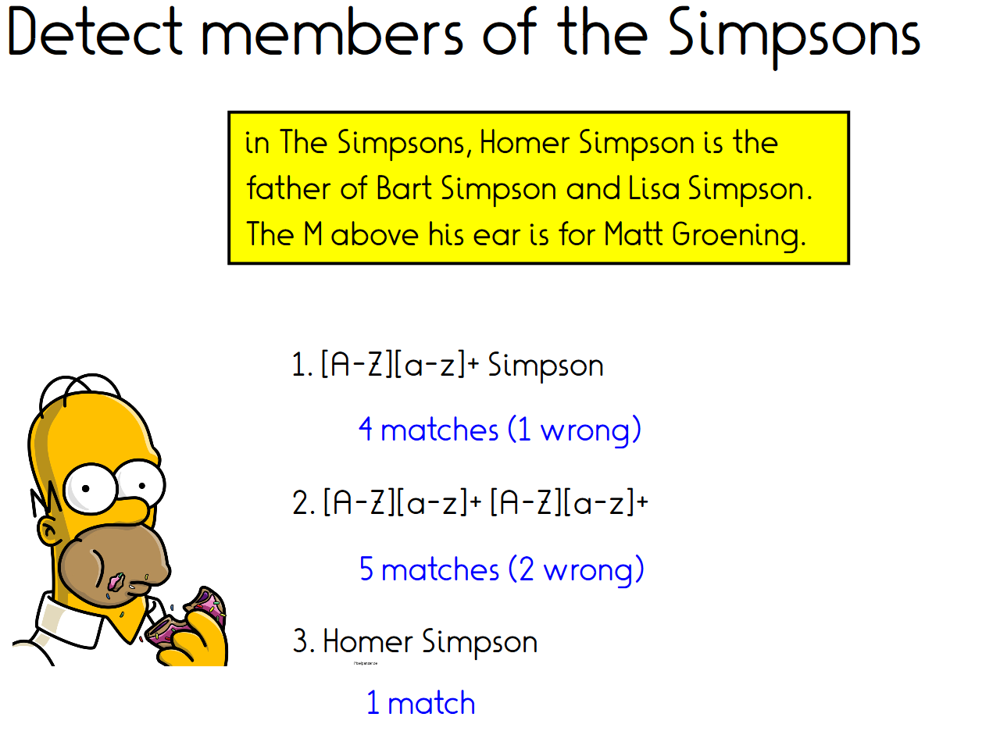 Detect members of the Simpsons
in The Simpsons, Homer Simpson is the
father of Bart Simpson and Lisa Simpson.
The M above his ear is for Matt Groening.
1. [A-Z][a-z]+ Simpson
4 matches (1 wrong)
2. [A-Z][a-z]+ [A-Z][a-z]+
5 matches (2 wrong)
3. Homer Simpson
1 match